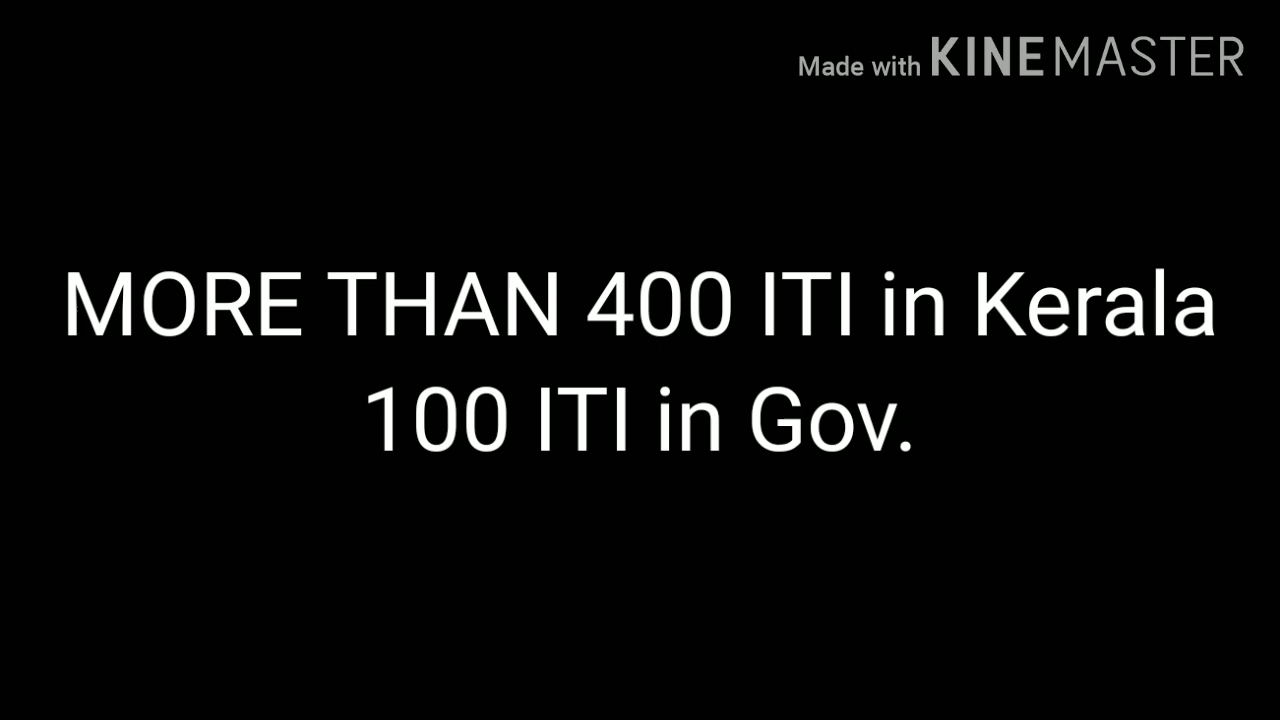 Made with KINEMASTER
MORE THAN 400 ITI in Kerala
100 ITI in Gov.